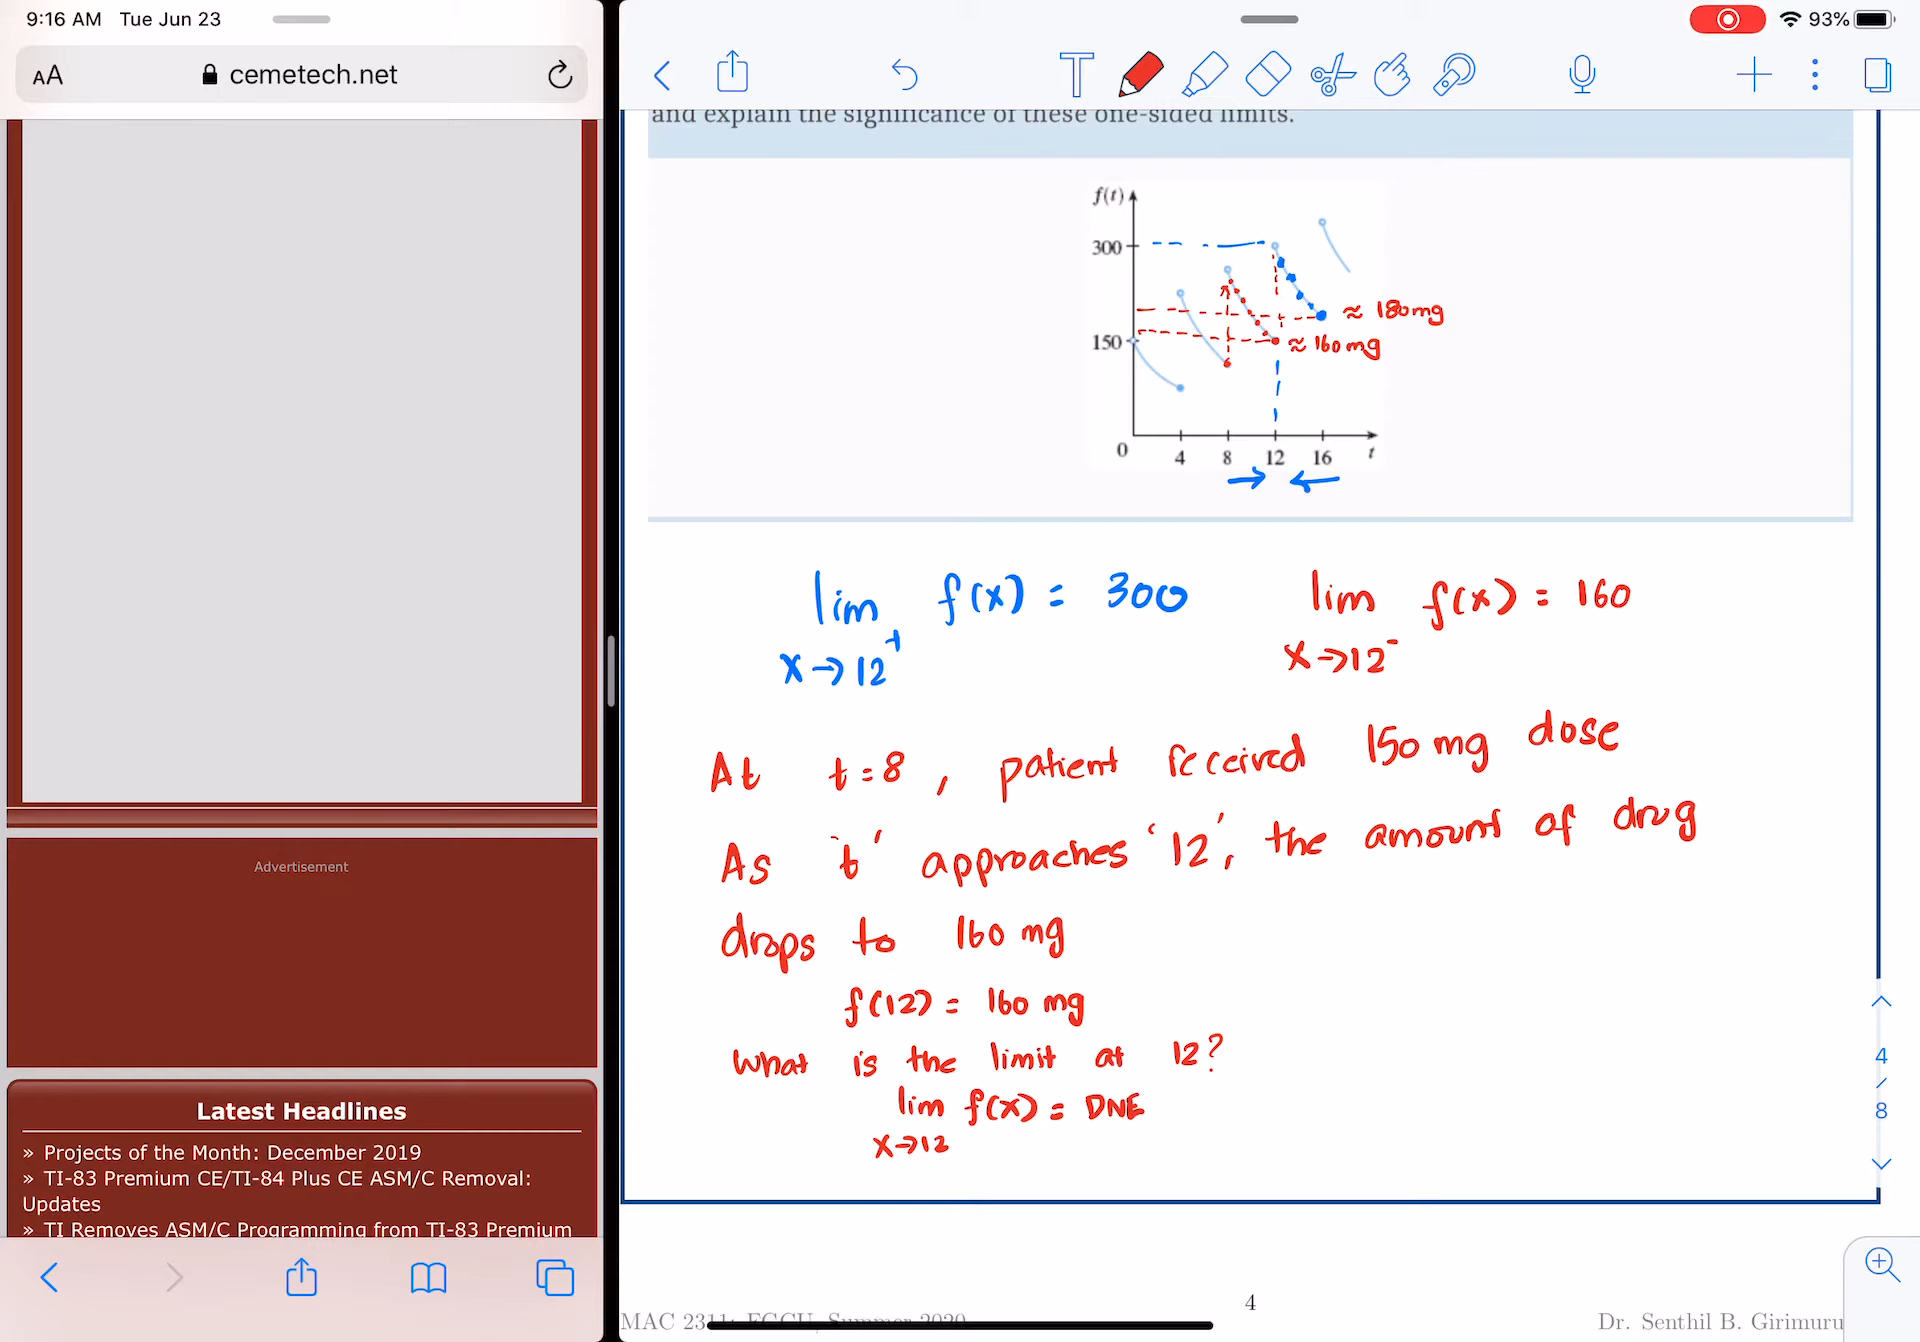 9:16 AM Tue Jun 23
AA cemetech.net
Advertisement
Latest Headlines
» Projects of the Month: December 2019
» TI-83 Premium CE/TI-84 Plus CE ASM/C Removal:
Updates
» TI Removes ASM/C Programming from TI-83 Premium
93%
T
and explain the significance of these one-sided limits.
f(t)
300
150
0 4 8 12 16 t
≈ 180mg
≈ 160 mg
lim f(x) = 300
x→12⁺
lim f(x) = 160
x→12⁻
At t=8, patient received 150 mg dose
As 't' approaches '12', the amount of drug
drops to 160 mg
f(12) = 160 mg
What is the limit at 12?
lim f(x) = DNE
x→12
4
/
8
4
Summer 2020
Dr. Senthil B. Girimuru